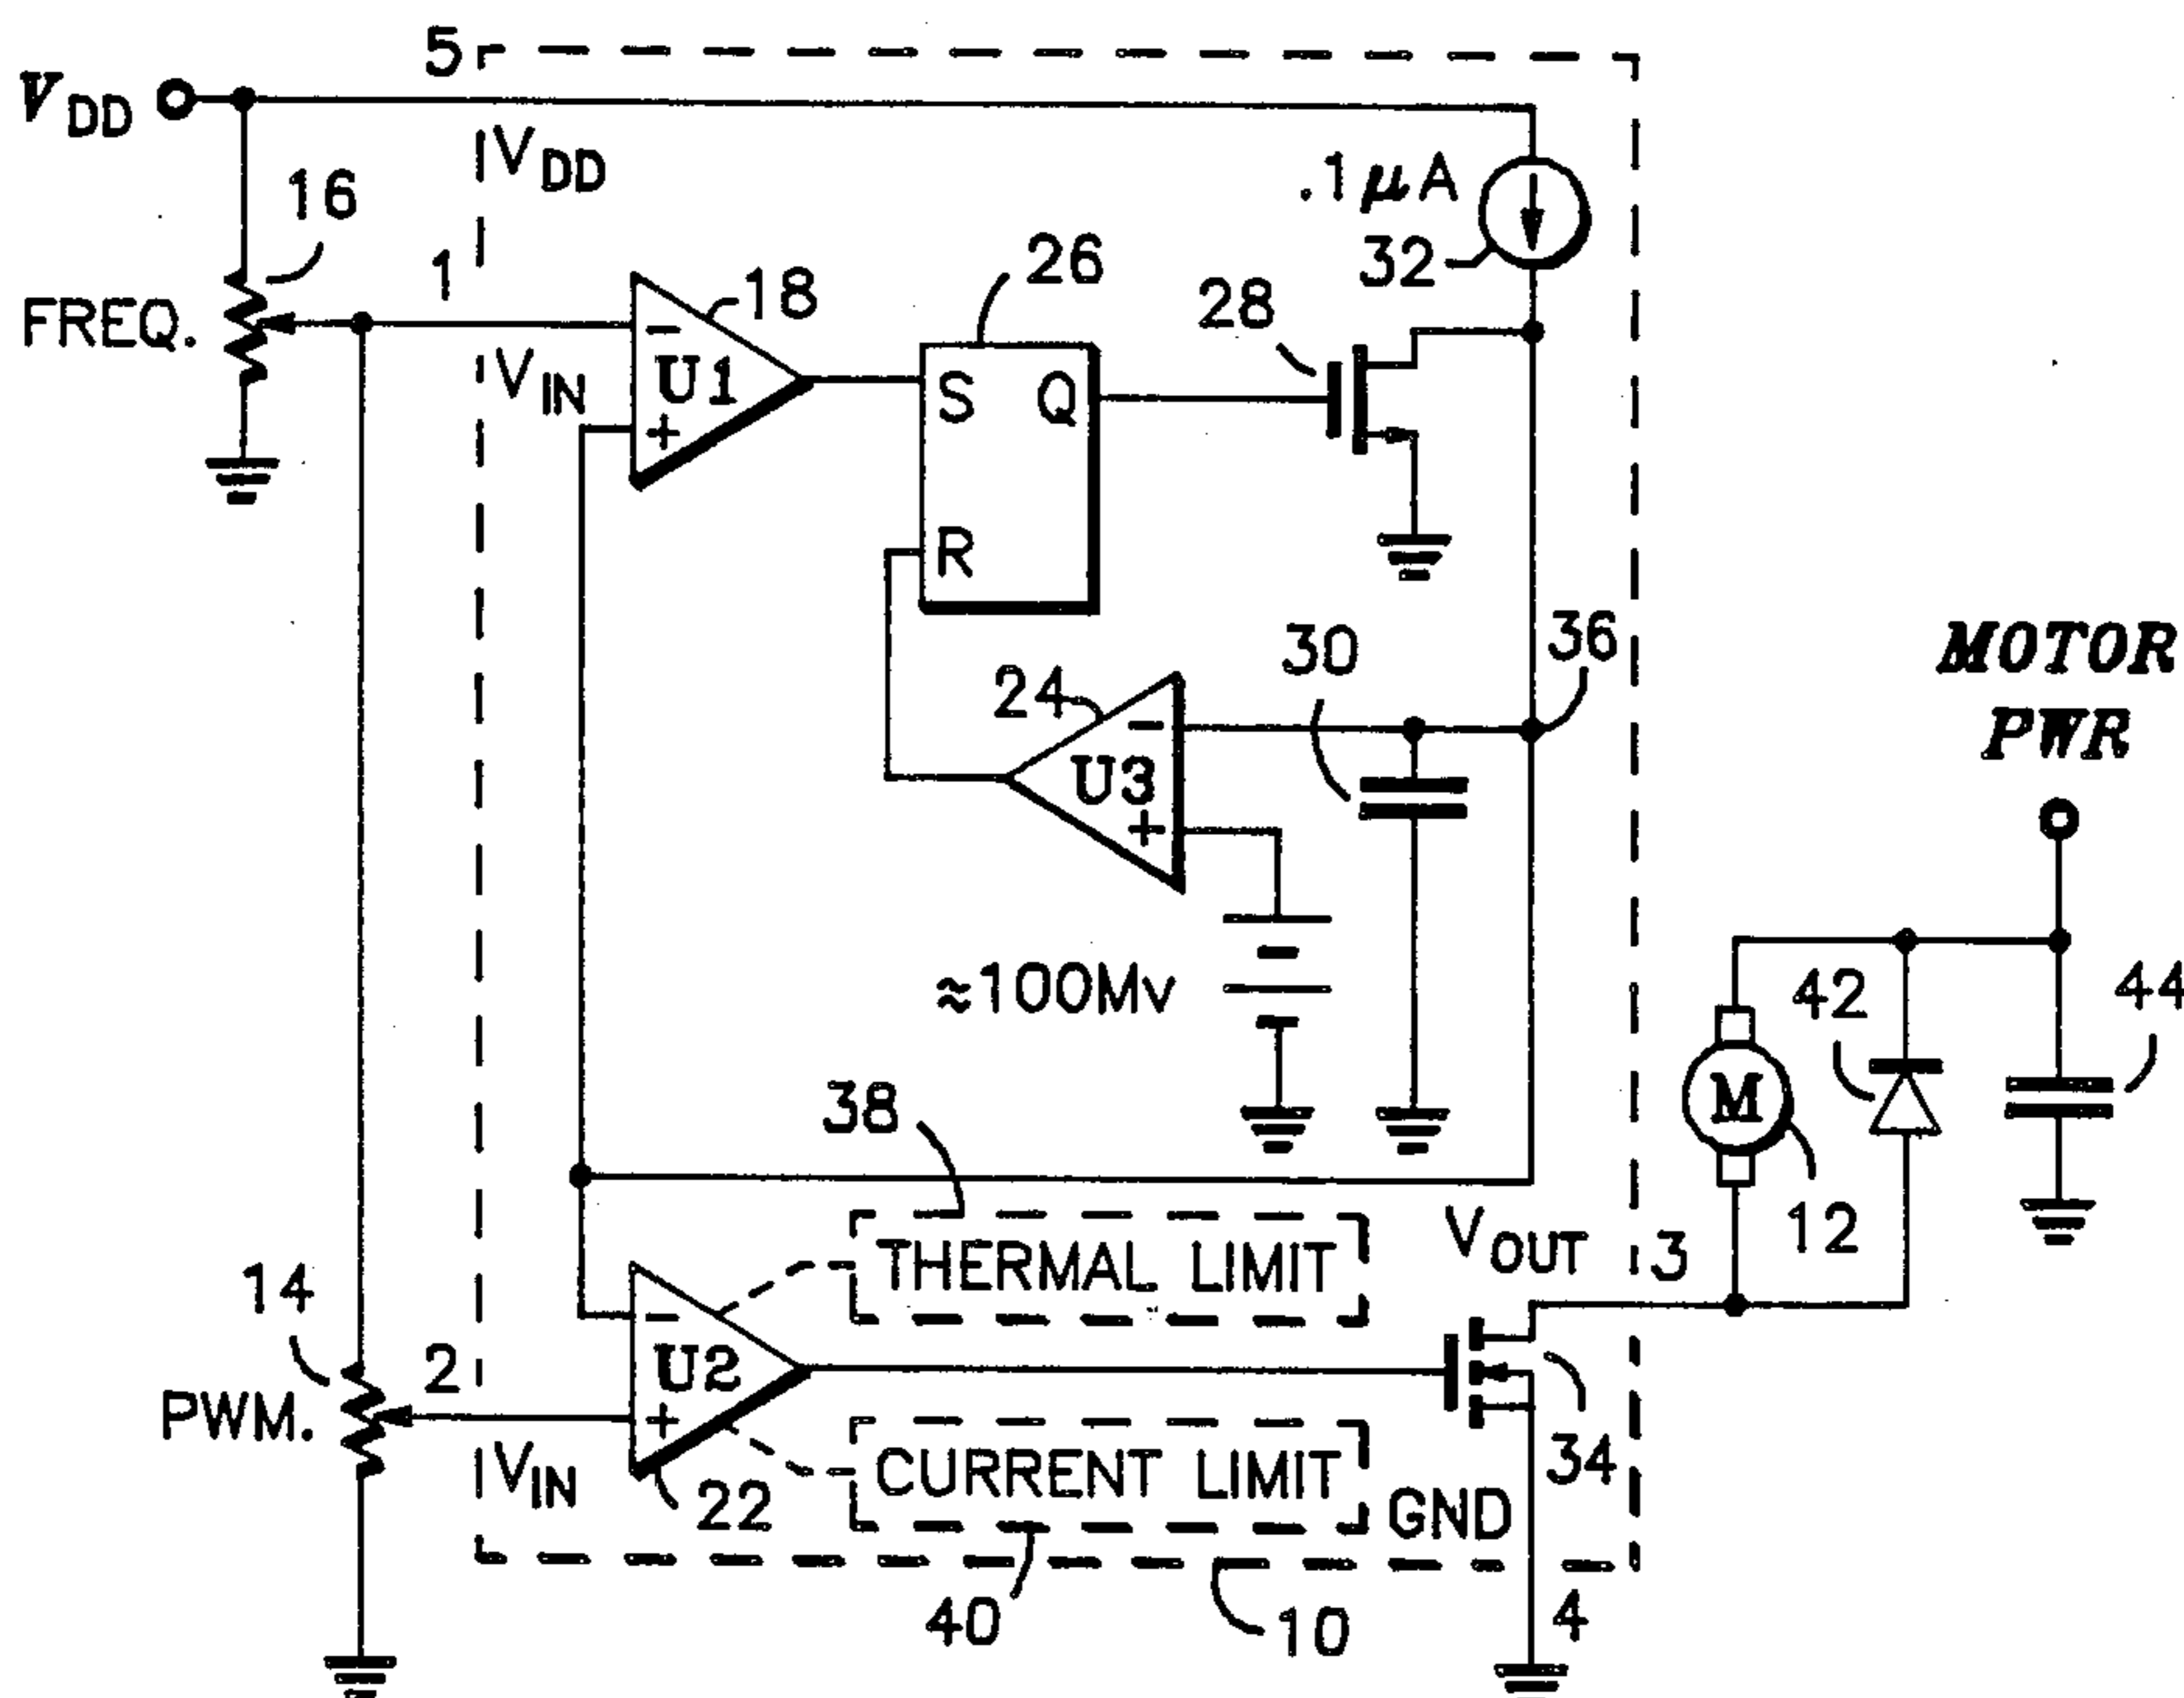 5
VDD
VDD
16
.1μA
1
18
26
32
28
FREQ.
−
U1
VIN
S Q
+
R
36
30
MOTOR
PWR
24
−
U3
+
≈100Mv
42
44
38
M
12
VOUT 3
THERMAL LIMIT
14
−
U2
2
PWM.
+
34
CURRENT LIMIT
VIN
22
GND
40
10
4